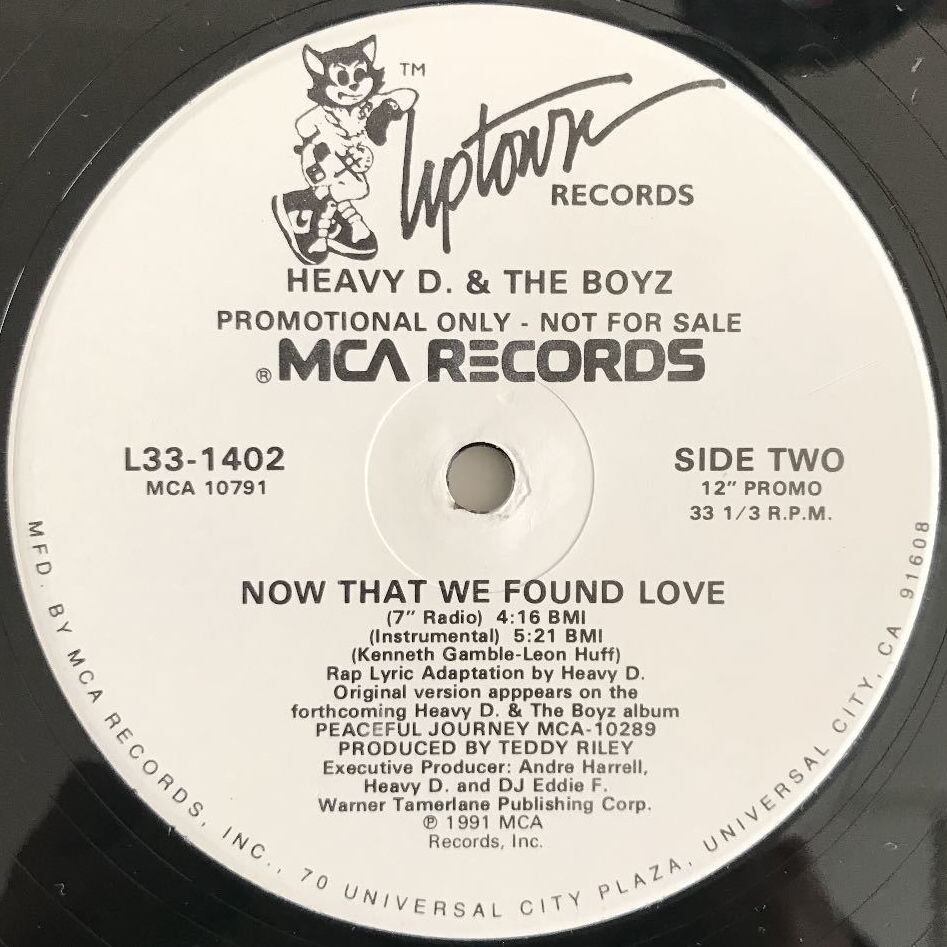 TM
Uptown
RECORDS
HEAVY D. & THE BOYZ
PROMOTIONAL ONLY - NOT FOR SALE
® MCA RECORDS
L33-1402
MCA 10791
SIDE TWO
12" PROMO
33 1/3 R.P.M.
NOW THAT WE FOUND LOVE
(7" Radio) 4:16 BMI
(Instrumental) 5:21 BMI
(Kenneth Gamble-Leon Huff)
Rap Lyric Adaptation by Heavy D.
Original version apppears on the
forthcoming Heavy D. & The Boyz album
PEACEFUL JOURNEY MCA-10289
PRODUCED BY TEDDY RILEY
Executive Producer: Andre Harrell,
Heavy D. and DJ Eddie F.
Warner Tamerlane Publishing Corp.
℗ 1991 MCA
Records, Inc.
MFD. BY MCA RECORDS, INC., 70 UNIVERSAL CITY PLAZA, UNIVERSAL CITY, CA 91608